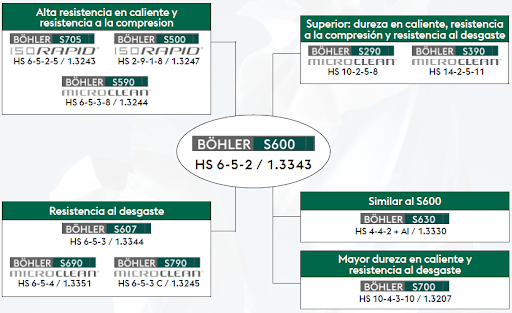 Alta resistencia en caliente y
resistencia a la compresion
BÖHLER S705
ISORAPID®
HS 6-5-2-5 / 1.3243
BÖHLER S500
ISORAPID®
HS 2-9-1-8 / 1.3247
BÖHLER S590
MICROCLEAN®
HS 6-5-3-8 / 1.3244
Superior: dureza en caliente, resistencia
a la compresión y resistencia al desgaste
BÖHLER S290
MICROCLEAN®
HS 10-2-5-8
BÖHLER S390
MICROCLEAN®
HS 14-2-5-11
BÖHLER S600
HS 6-5-2 / 1.3343
Resistencia al desgaste
BÖHLER S607
HS 6-5-3 / 1.3344
BÖHLER S690
MICROCLEAN®
HS 6-5-4 / 1.3351
BÖHLER S790
MICROCLEAN®
HS 6-5-3 C / 1.3245
Similar al S600
BÖHLER S630
HS 4-4-2 + Al / 1.3330
Mayor dureza en caliente y
resistencia al desgaste
BÖHLER S700
HS 10-4-3-10 / 1.3207